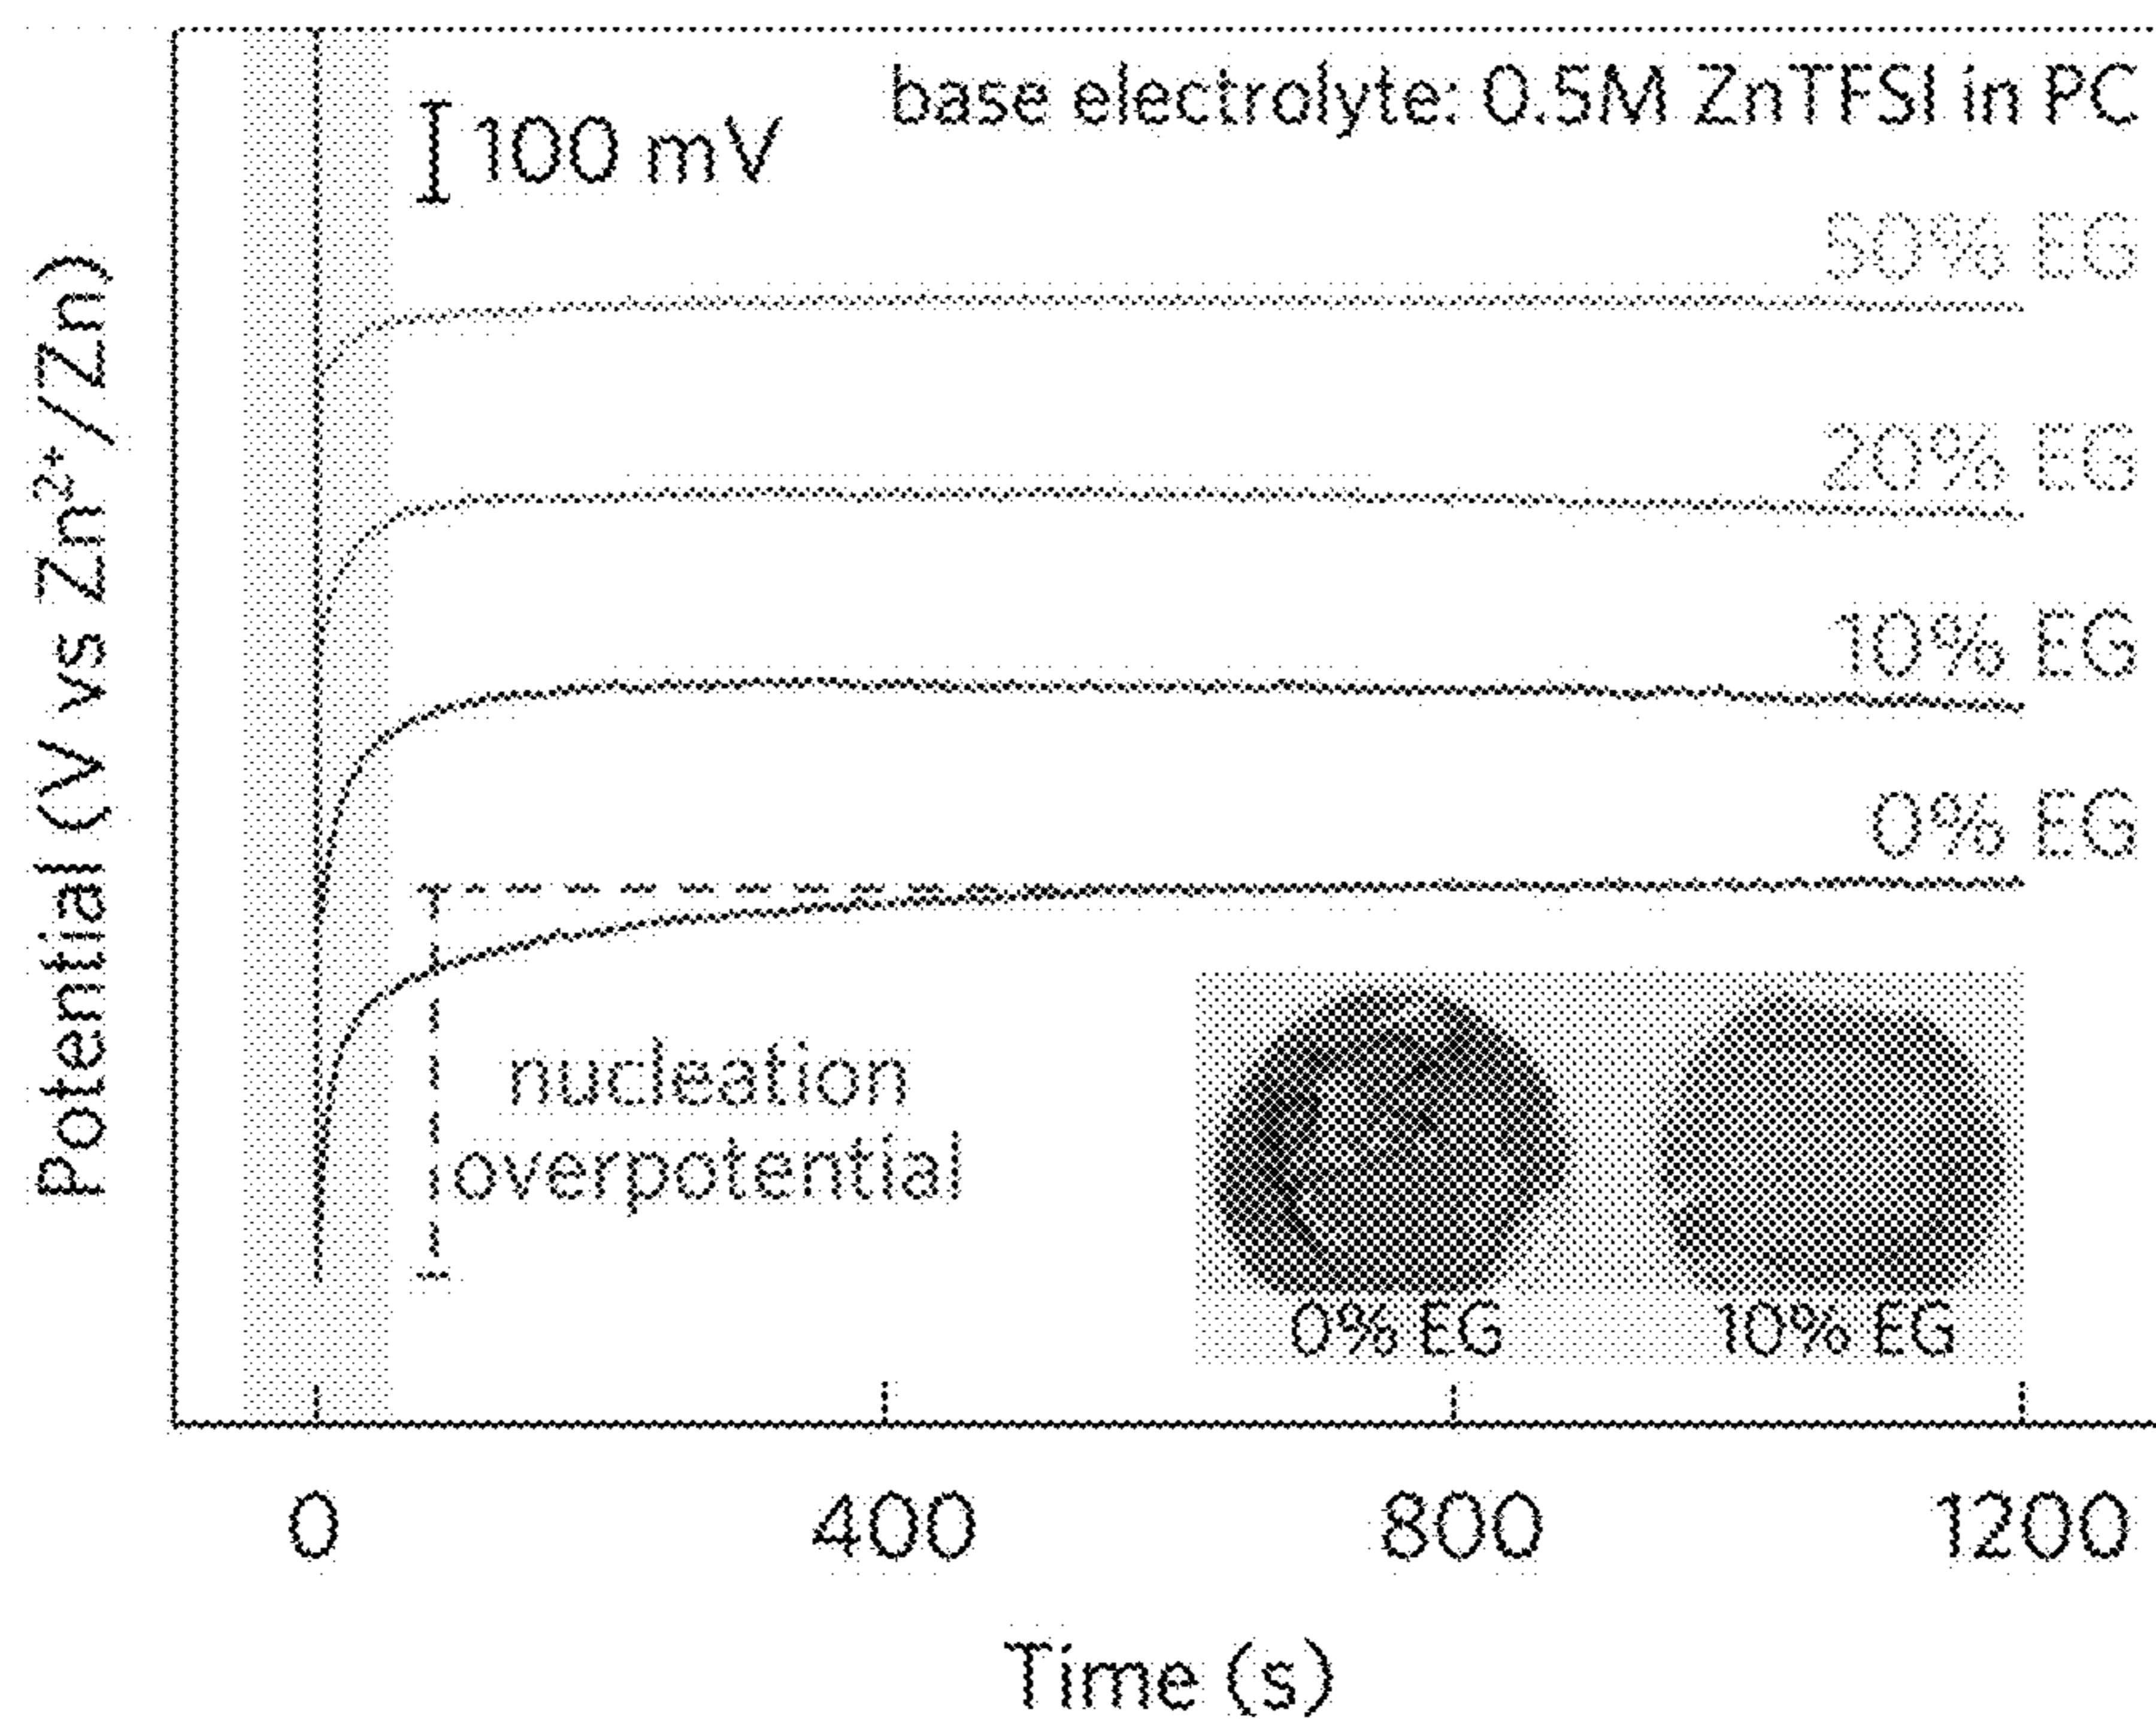 base electrolyte: 0.5M ZnTFSI in PC
100 mV
50% EG
20% EG
10% EG
0% EG
Potential (V vs Zn²⁺/Zn)
nucleation
overpotential
0% EG
10% EG
0
400
800
1200
Time (s)